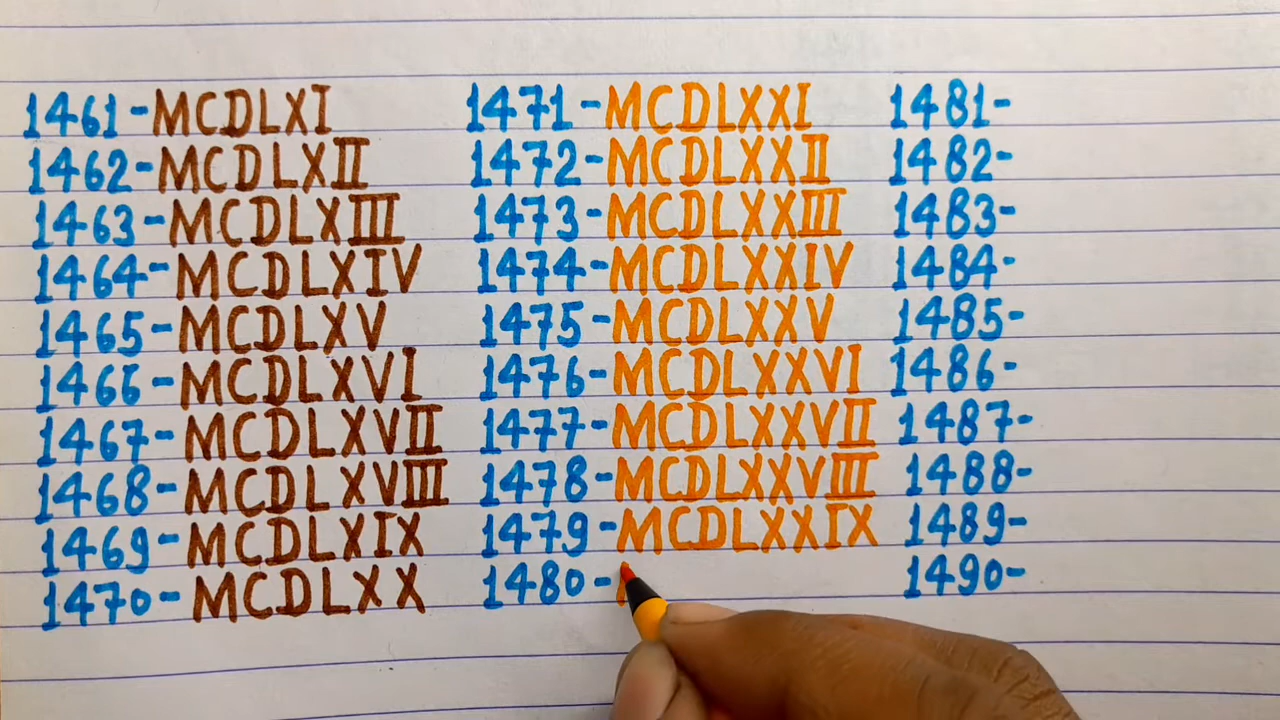 1461-MCDLXI
1462-MCDLXII
1463-MCDLXIII
1464-MCDLXIV
1465-MCDLXV
1466-MCDLXVI
1467-MCDLXVII
1468-MCDLXVIII
1469-MCDLXIX
1470-MCDLXX
1471-MCDLXXI
1472-MCDLXXII
1473-MCDLXXIII
1474-MCDLXXIV
1475-MCDLXXV
1476-MCDLXXVI
1477-MCDLXXVII
1478-MCDLXXVIII
1479-MCDLXXIX
1480-
1481-
1482-
1483-
1484-
1485-
1486-
1487-
1488-
1489-
1490-